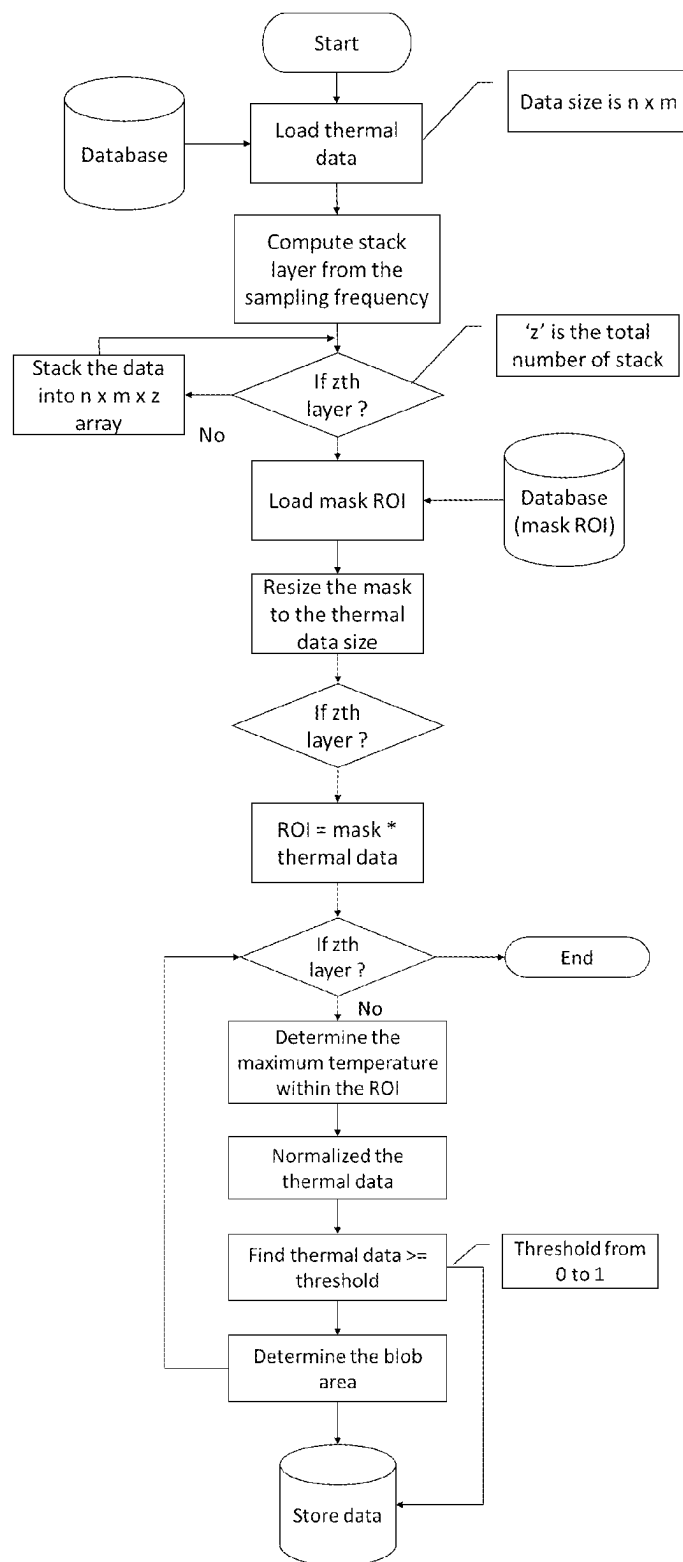 Start
Database
Load thermal
data
Data size is n x m
Compute stack
layer from the
sampling frequency
'z' is the total
number of stack
Stack the data
into n x m x z
array
If zth
layer ?
No
Load mask ROI
Database
(mask ROI)
Resize the mask
to the thermal
data size
If zth
layer ?
ROI = mask *
thermal data
If zth
layer ?
End
No
Determine the
maximum temperature
within the ROI
Normalized the
thermal data
Find thermal data >=
threshold
Threshold from
0 to 1
Determine the blob
area
Store data